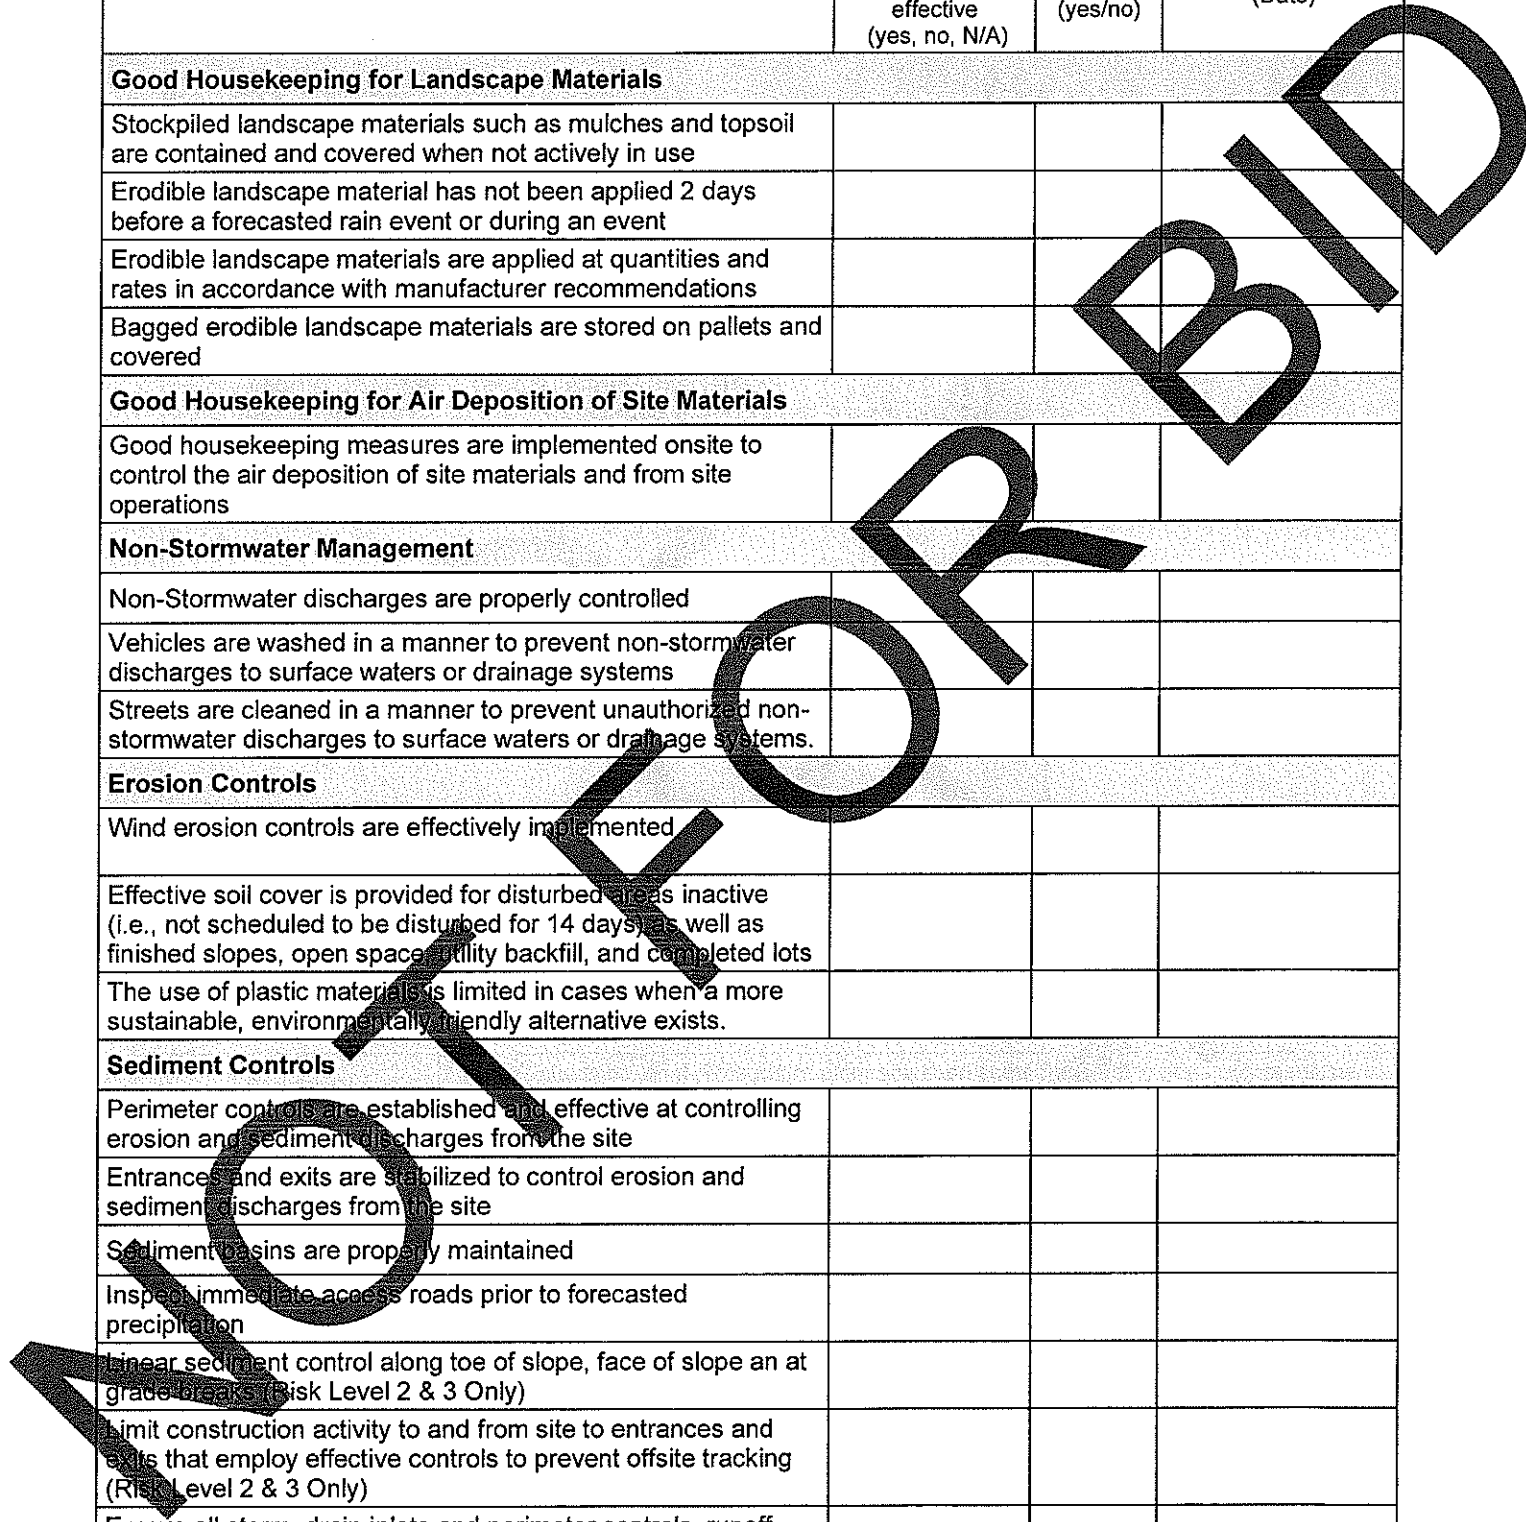 effective
(yes, no, N/A)
(yes/no)
(Date)
Good Housekeeping for Landscape Materials
Stockpiled landscape materials such as mulches and topsoil
are contained and covered when not actively in use
Erodible landscape material has not been applied 2 days
before a forecasted rain event or during an event
Erodible landscape materials are applied at quantities and
rates in accordance with manufacturer recommendations
Bagged erodible landscape materials are stored on pallets and
covered
Good Housekeeping for Air Deposition of Site Materials
Good housekeeping measures are implemented onsite to
control the air deposition of site materials and from site
operations
Non-Stormwater Management
Non-Stormwater discharges are properly controlled
Vehicles are washed in a manner to prevent non-stormwater
discharges to surface waters or drainage systems
Streets are cleaned in a manner to prevent unauthorized non-
stormwater discharges to surface waters or drainage systems.
Erosion Controls
Wind erosion controls are effectively implemented
Effective soil cover is provided for disturbed areas inactive
(i.e., not scheduled to be disturbed for 14 days) as well as
finished slopes, open space, utility backfill, and completed lots
The use of plastic materials is limited in cases when a more
sustainable, environmentally friendly alternative exists.
Sediment Controls
Perimeter controls are established and effective at controlling
erosion and sediment discharges from the site
Entrances and exits are stabilized to control erosion and
sediment discharges from the site
Sediment basins are properly maintained
Inspect immediate access roads prior to forecasted
precipitation
Linear sediment control along toe of slope, face of slope an at
grade breaks (Risk Level 2 & 3 Only)
Limit construction activity to and from site to entrances and
exits that employ effective controls to prevent offsite tracking
(Risk Level 2 & 3 Only)
Ensure all storm drain inlets and perimeter controls, runoff
NOT FOR BID